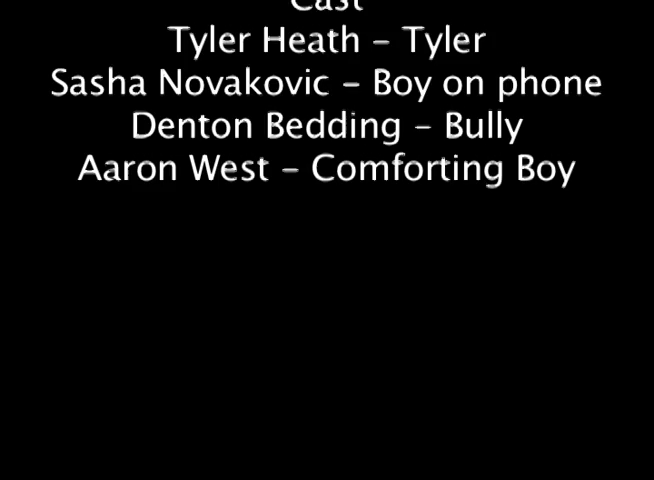 Cast
Tyler Heath – Tyler
Sasha Novakovic – Boy on phone
Denton Bedding – Bully
Aaron West – Comforting Boy